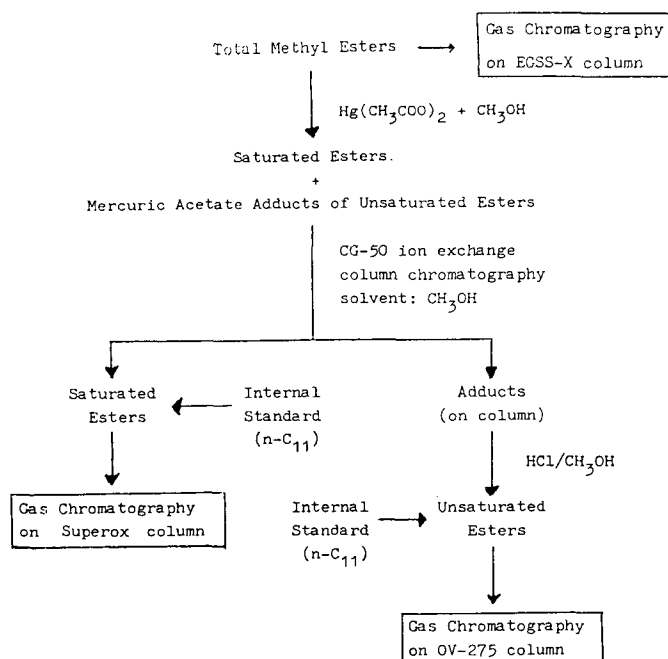 Total Methyl Esters
Gas Chromatography
on EGSS-X column
Hg(CH₃COO)₂ + CH₃OH
Saturated Esters.
+
Mercuric Acetate Adducts of Unsaturated Esters
CG-50 ion exchange
column chromatography
solvent: CH₃OH
Saturated
Esters
Internal
Standard
(n-C₁₁)
Adducts
(on column)
HCl/CH₃OH
Gas Chromatography
on Superox column
Internal
Standard
(n-C₁₁)
Unsaturated
Esters
Gas Chromatography
on OV-275 column